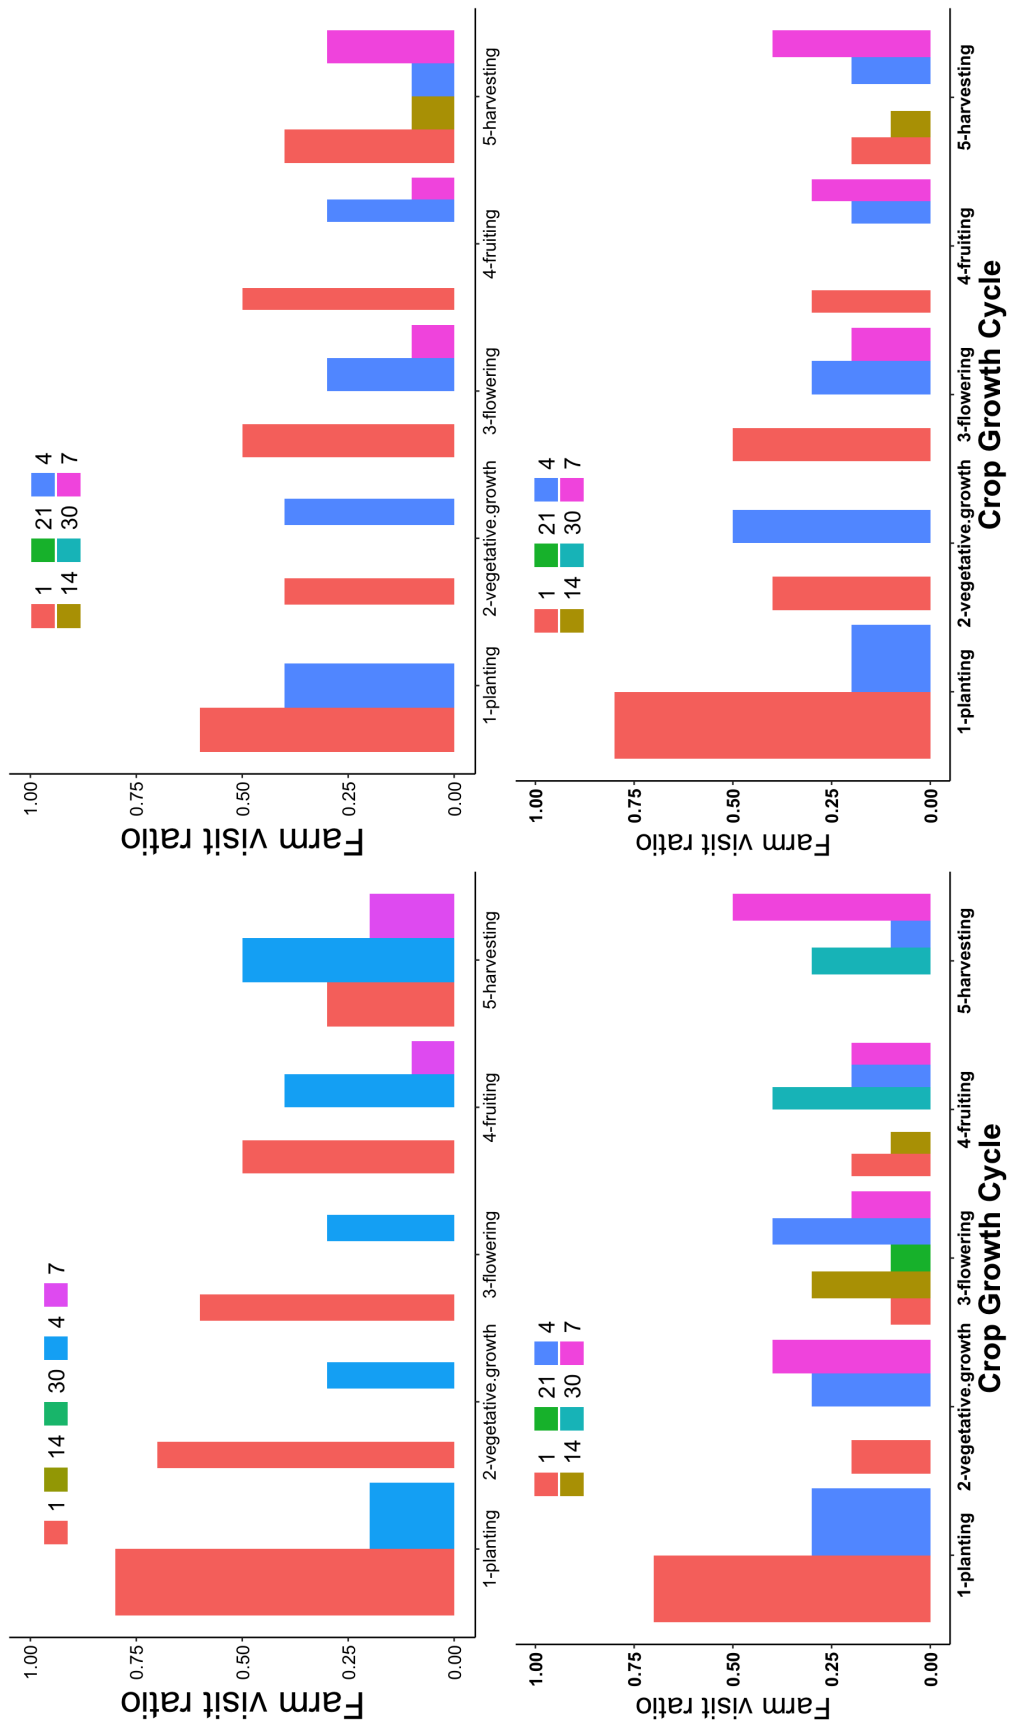 Farm visit ratio
1.00
0.75
0.50
0.25
0.00
1 14 30 4 7
1-planting 2-vegetative.growth 3-flowering 4-fruiting 5-harvesting
Farm visit ratio
1.00
0.75
0.50
0.25
0.00
1 21 4
14 30 7
1-planting 2-vegetative.growth 3-flowering 4-fruiting 5-harvesting
Farm visit ratio
1.00
0.75
0.50
0.25
0.00
1 21 4
14 30 7
1-planting 2-vegetative.growth 3-flowering 4-fruiting 5-harvesting
Crop Growth Cycle
Farm visit ratio
1.00
0.75
0.50
0.25
0.00
1 21 4
14 30 7
1-planting 2-vegetative.growth 3-flowering 4-fruiting 5-harvesting
Crop Growth Cycle